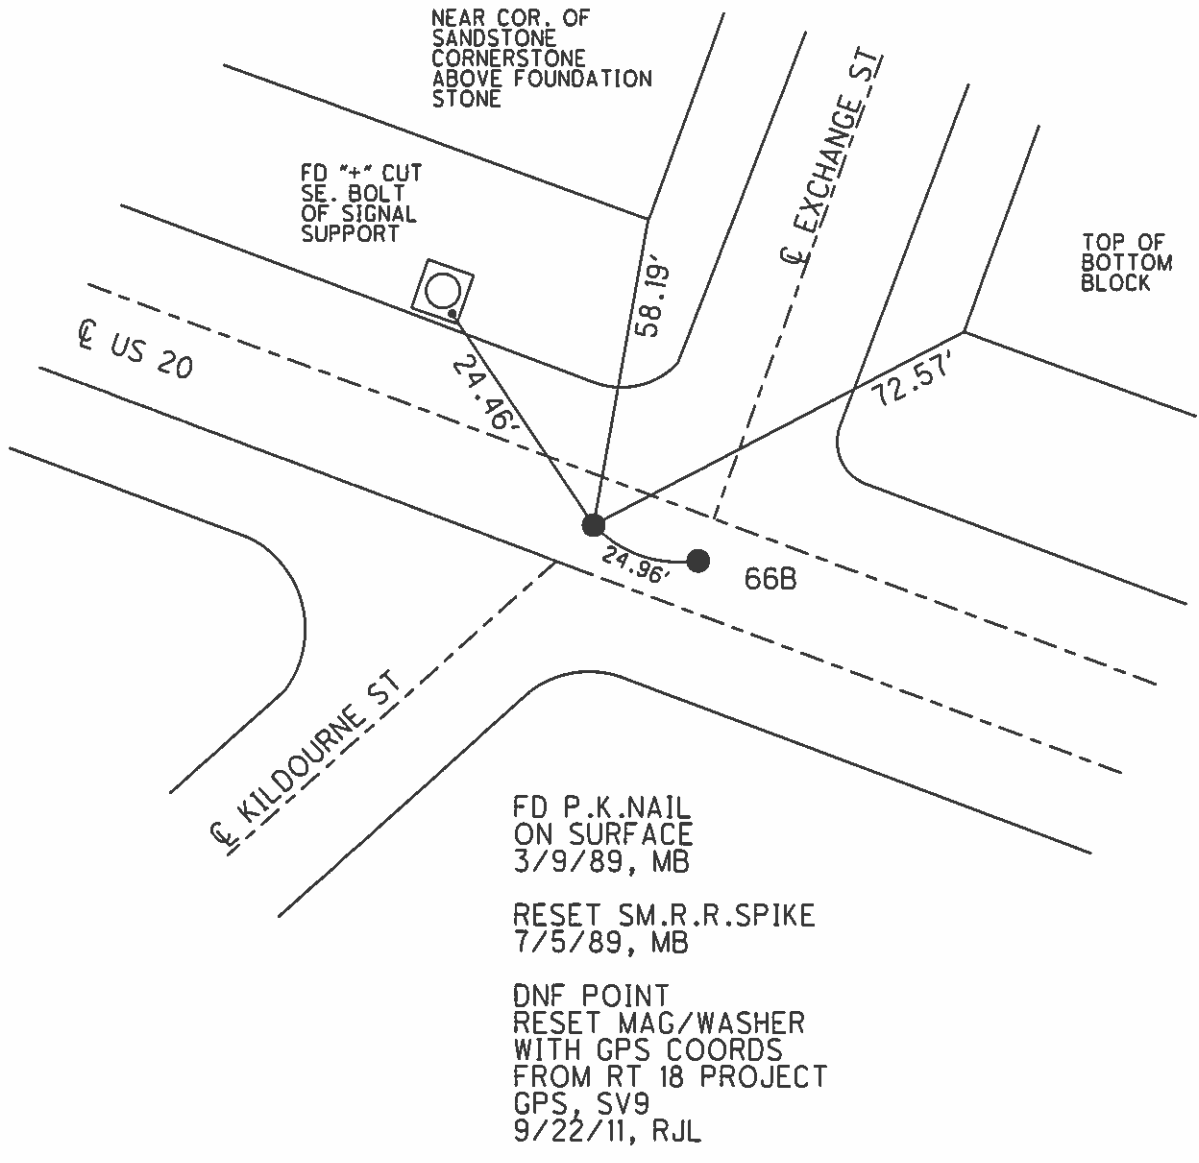 NEAR COR. OF
SANDSTONE
CORNERSTONE
ABOVE FOUNDATION
STONE
℄ EXCHANGE ST
FD "+" CUT
SE. BOLT
OF SIGNAL
SUPPORT
TOP OF
BOTTOM
BLOCK
58.19'
℄ US 20
24.46'
72.57'
24.96'
66B
℄ KILDOURNE ST
FD P.K.NAIL
ON SURFACE
3/9/89, MB
RESET SM.R.R.SPIKE
7/5/89, MB
DNF POINT
RESET MAG/WASHER
WITH GPS COORDS
FROM RT 18 PROJECT
GPS, SV9
9/22/11, RJL